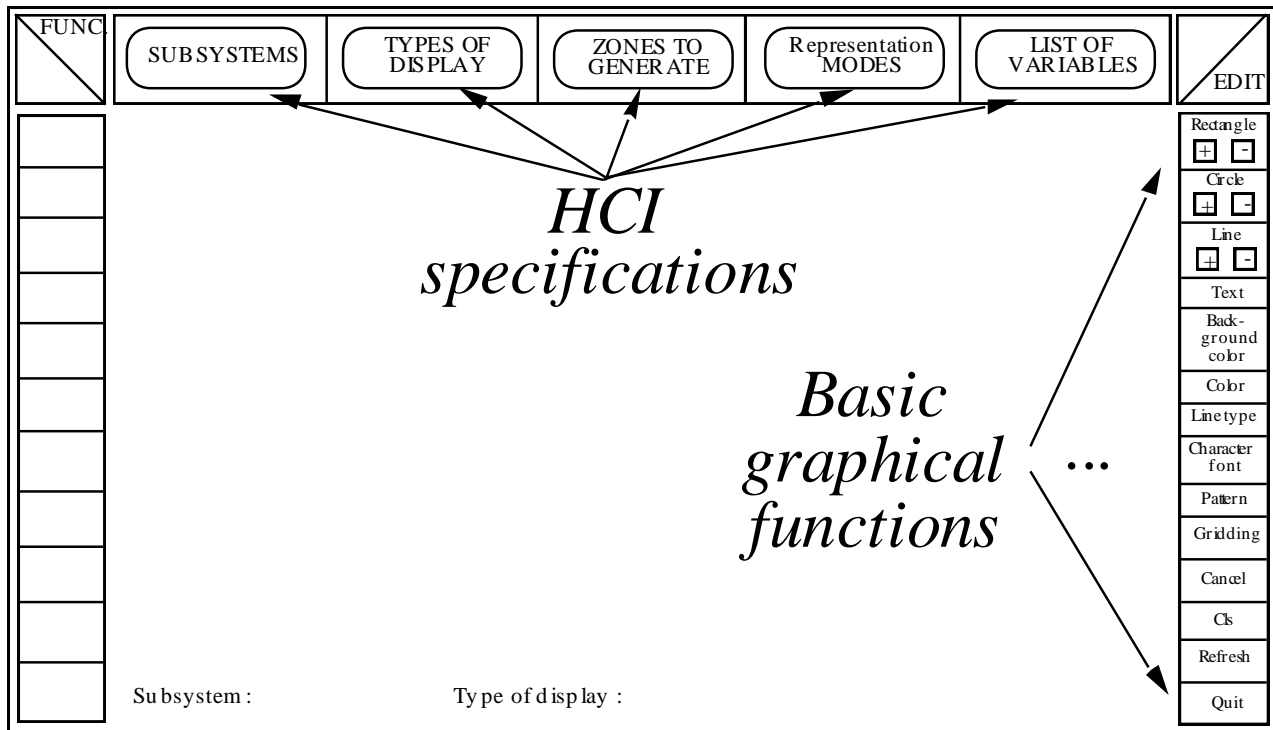 FUNC.
SUBSYSTEMS
TYPES OF
DISPLAY
ZONES TO
GENERATE
Representation
MODES
LIST OF
VARIABLES
EDIT
HCI
specifications
Basic
graphical
functions
...
Rectangle
+ -
Circle
+ -
Line
+ -
Text
Back-
ground
color
Color
Line type
Character
font
Pattern
Gridding
Cancel
Cls
Refresh
Quit
Subsystem :
Type of display :